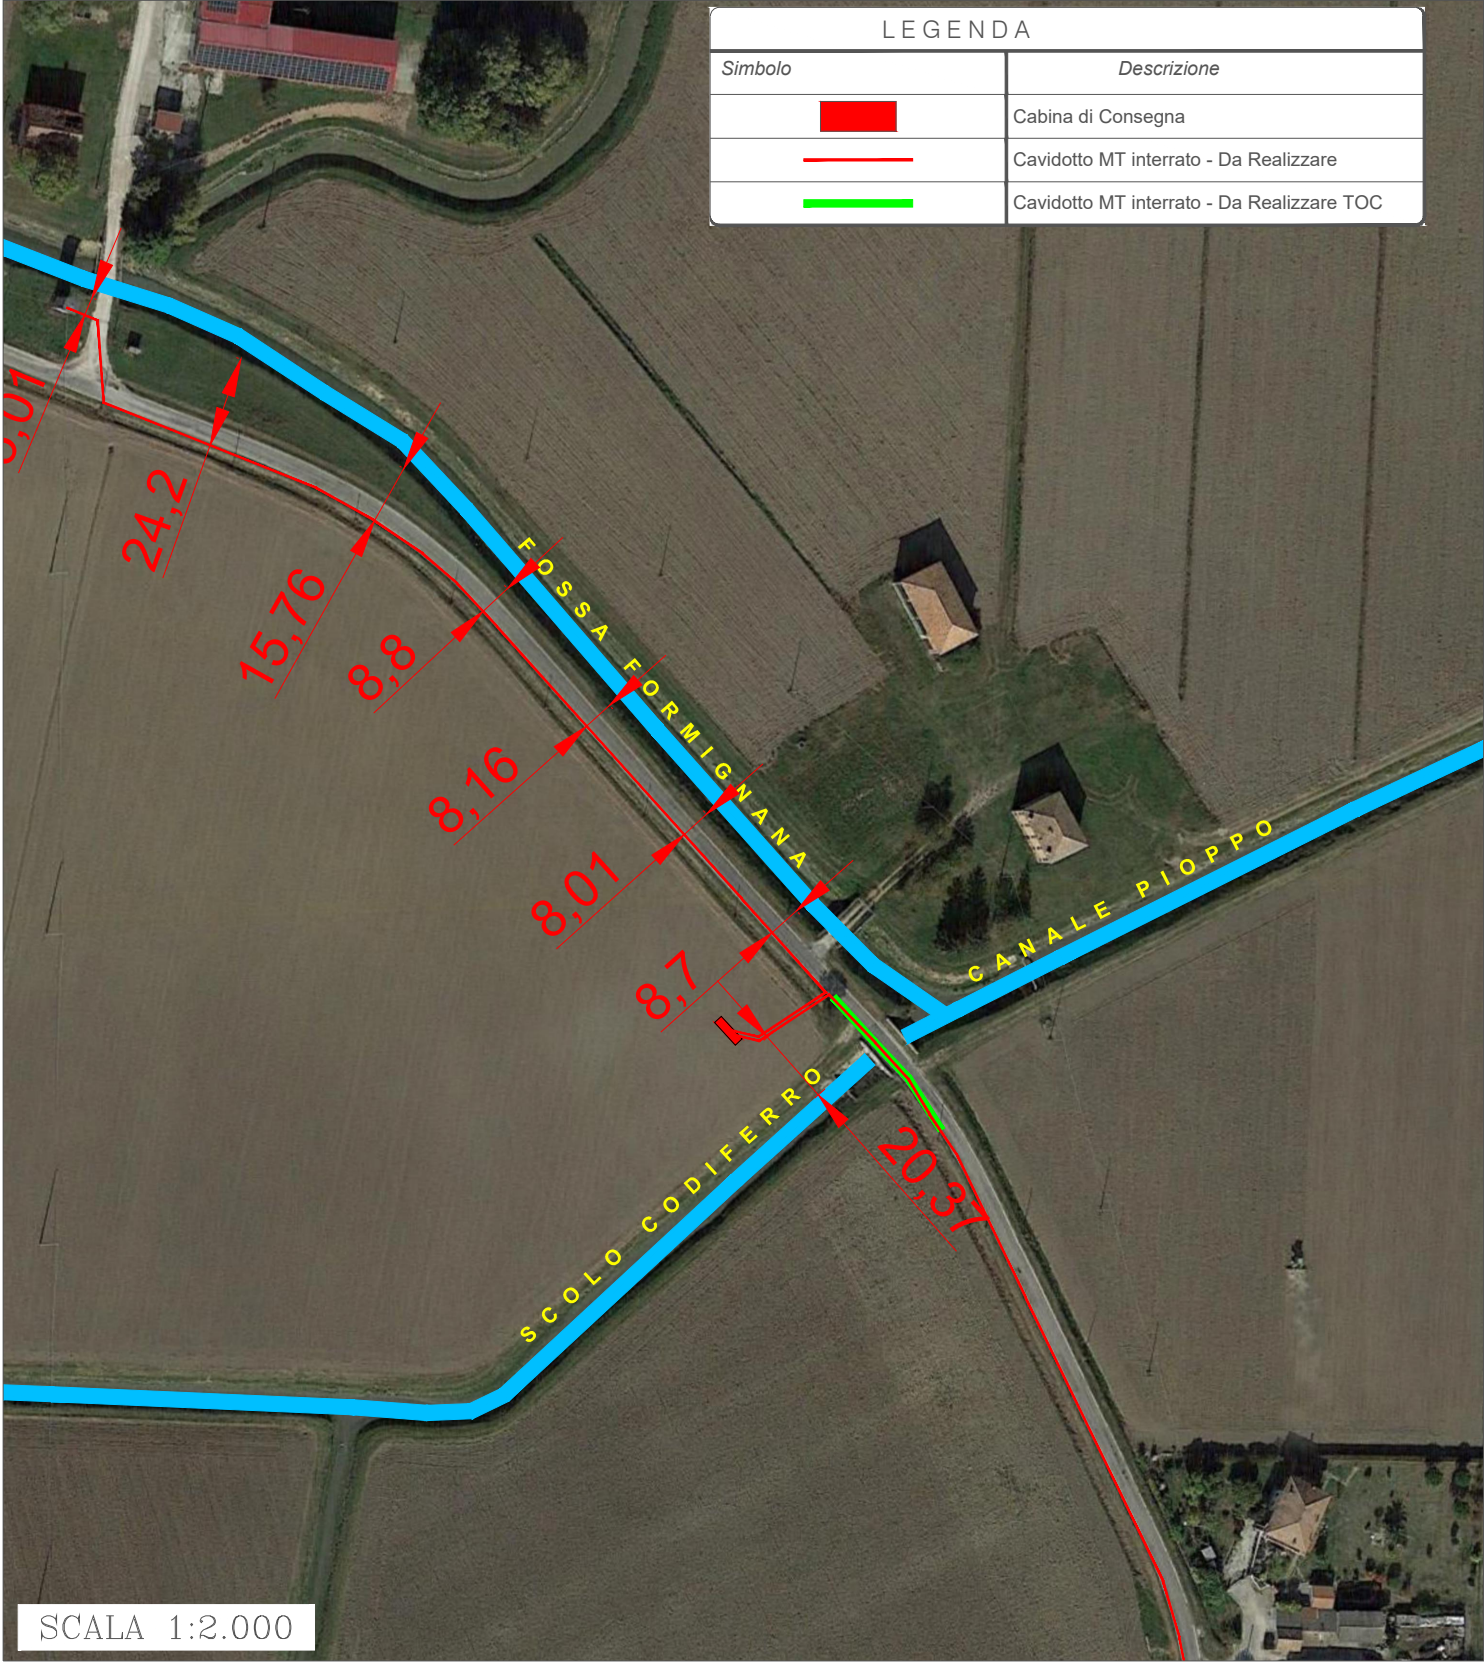 LEGENDA
Simbolo
Descrizione
Cabina di Consegna
Cavidotto MT interrato - Da Realizzare
Cavidotto MT interrato - Da Realizzare TOC
24,2
15,76
8,8
8,16
8,01
8,7
20,37
FOSSA FORMIGNANA
CANALE PIOPPO
SCOLO CODIFERRO
SCALA 1:2.000